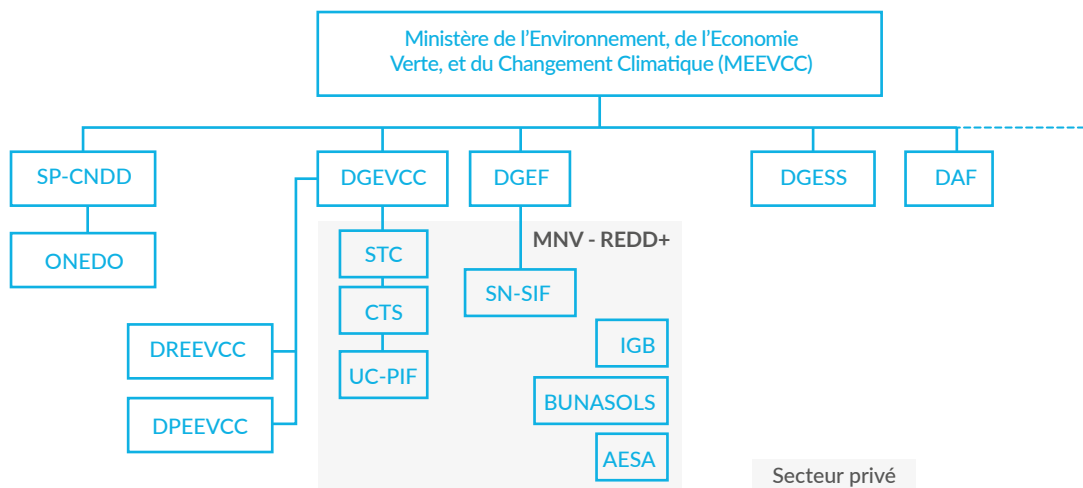 Ministère de l'Environnement, de l'Economie
Verte, et du Changement Climatique (MEEVCC)
SP-CNDD
DGEVCC
DGEF
DGESS
DAF
ONEDO
MNV - REDD+
STC
SN-SIF
CTS
IGB
DREEVCC
UC-PIF
BUNASOLS
DPEEVCC
AESA
Secteur privé